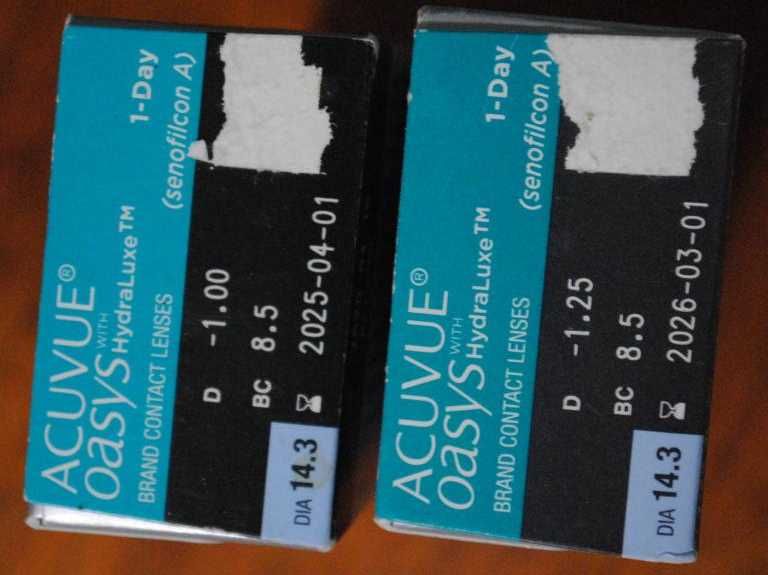 ACUVUE®
oasys WITH
HydraLuxe™ 1-Day
BRAND CONTACT LENSES (senofilcon A)
D -1.00
BC 8.5
2025-04-01
DIA 14.3
ACUVUE®
oasys WITH
HydraLuxe™ 1-Day
BRAND CONTACT LENSES (senofilcon A)
D -1.25
BC 8.5
2026-03-01
DIA 14.3